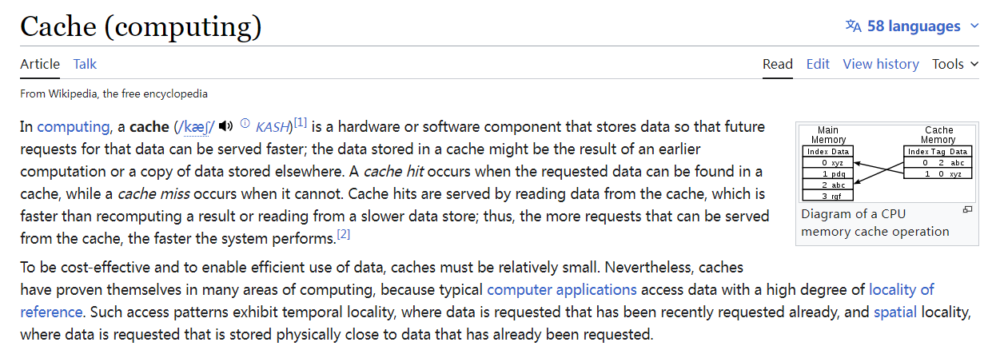 Cache (computing)
58 languages
Article Talk
Read Edit View history Tools
From Wikipedia, the free encyclopedia
In computing, a cache (/kæʃ/ KASH)[1] is a hardware or software component that stores data so that future
requests for that data can be served faster; the data stored in a cache might be the result of an earlier
computation or a copy of data stored elsewhere. A cache hit occurs when the requested data can be found in a
cache, while a cache miss occurs when it cannot. Cache hits are served by reading data from the cache, which is
faster than recomputing a result or reading from a slower data store; thus, the more requests that can be served
from the cache, the faster the system performs.[2]
Main
Memory
Index Data
0 xyz
1 pdq
2 abc
3 rgf
Cache
Memory
Index Tag Data
0 2 abc
1 0 xyz
Diagram of a CPU
memory cache operation
To be cost-effective and to enable efficient use of data, caches must be relatively small. Nevertheless, caches
have proven themselves in many areas of computing, because typical computer applications access data with a high degree of locality of
reference. Such access patterns exhibit temporal locality, where data is requested that has been recently requested already, and spatial locality,
where data is requested that is stored physically close to data that has already been requested.